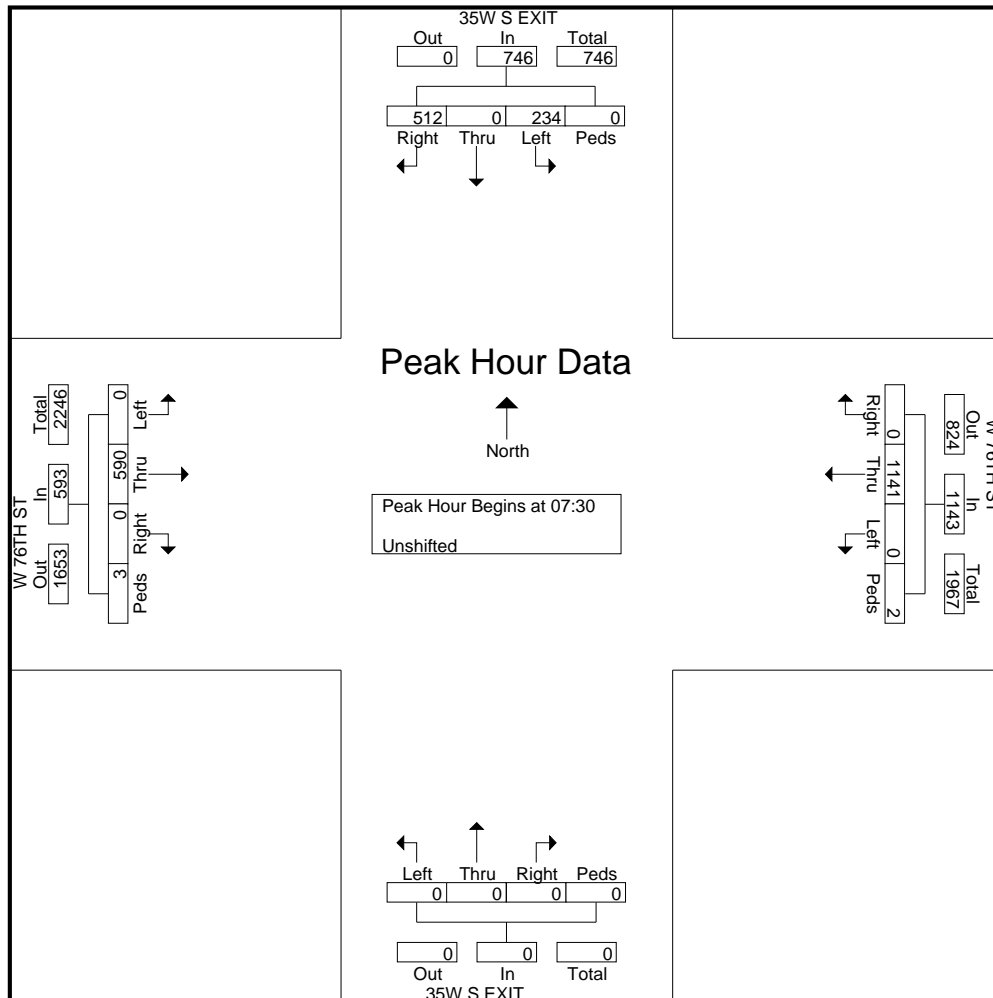 35W S EXIT
Out In Total
0 746 746
512 0 234 0
Right Thru Left Peds
Peak Hour Data
North
Peak Hour Begins at 07:30
Unshifted
W 76TH ST
Out In Total
1653 593 2246
0 590 0 3
Left Thru Right Peds
W 76TH ST
Out In Total
824 1143 1967
0 1141 0 2
Right Thru Left Peds
Left Thru Right Peds
0 0 0 0
0 0 0
Out In Total
35W S EXIT